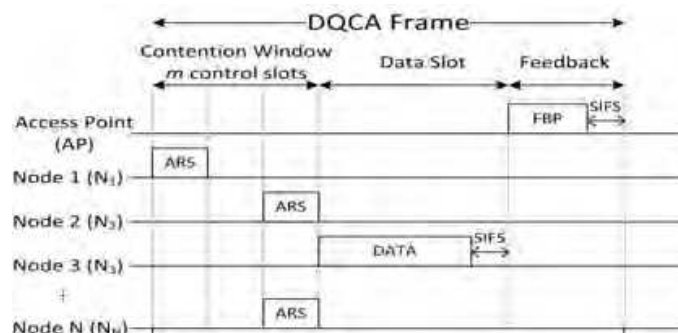 DQCA Frame
Contention Window
m control slots
Data Slot
Feedback
Access Point
(AP)
FBP
SIFS
Node 1 (N₁)
ARS
Node 2 (N₂)
ARS
Node 3 (N₃)
DATA
SIFS
Node N (Nₙ)
ARS